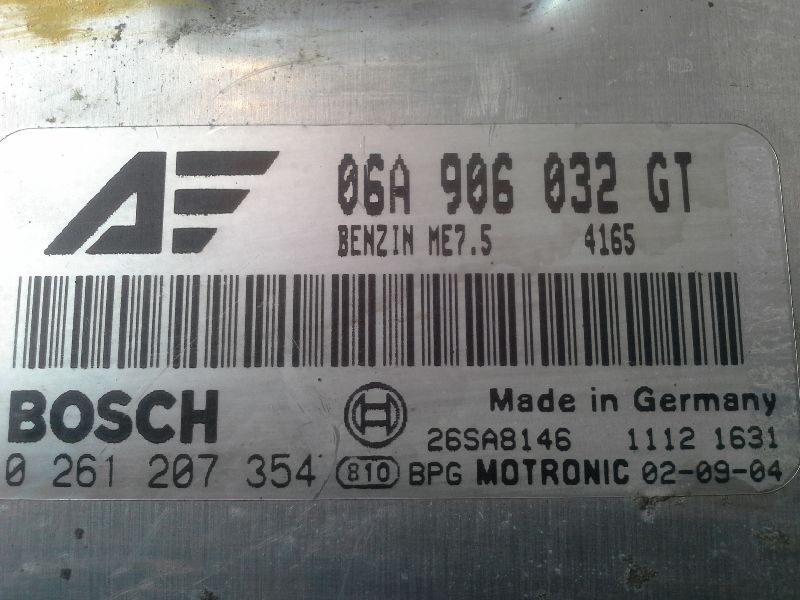 06A 906 032 GT
BENZIN ME7.5 4165
BOSCH
Made in Germany
26SA8146 1112 1631
0 261 207 354 810 BPG MOTRONIC 02-09-04